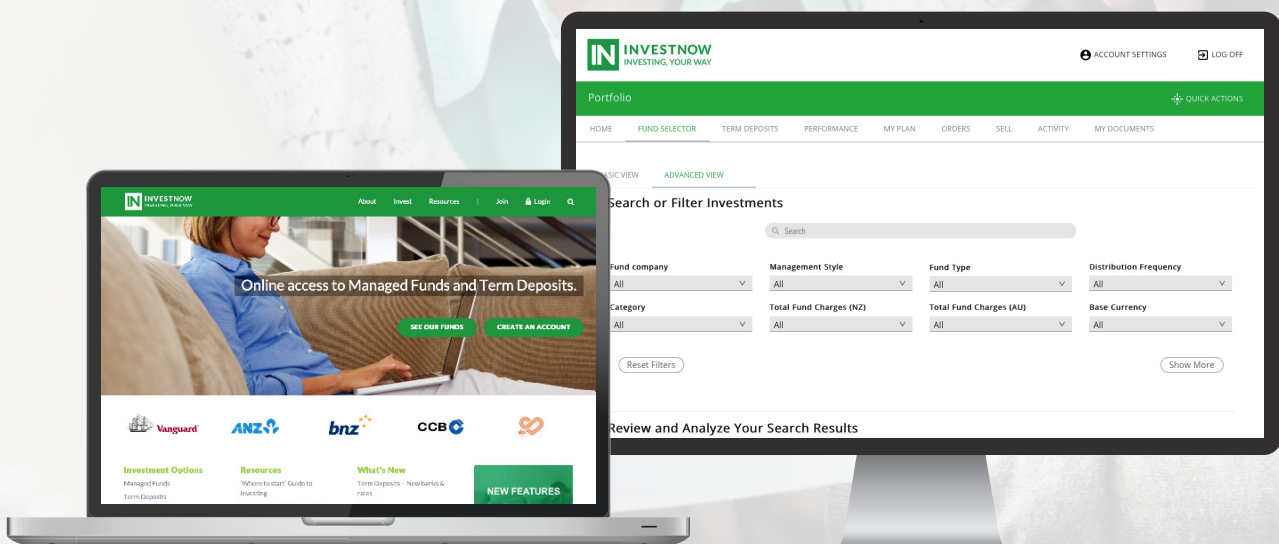 IN INVESTNOW
INVESTING, YOUR WAY
ACCOUNT SETTINGS
LOG OFF
Portfolio
QUICK ACTIONS
HOME FUND SELECTOR TERM DEPOSITS PERFORMANCE MY PLAN ORDERS SELL ACTIVITY MY DOCUMENTS
ASIC VIEW ADVANCED VIEW
Search or Filter Investments
Search
Fund company Management Style Fund Type Distribution Frequency
All All All All
Category Total Fund Charges (NZ) Total Fund Charges (AU) Base Currency
All All All All
Reset Filters Show More
Review and Analyze Your Search Results
IN INVESTNOW
INVESTING, YOUR WAY
About Invest Resources | Join Login
Online access to Managed Funds and Term Deposits.
SEE OUR FUNDS CREATE AN ACCOUNT
Vanguard ANZ bnz CCB
Investment Options Resources What's New
Managed Funds 'Where to start' Guide to Term Deposits - New banks &
Term Deposits Investing rates
NEW FEATURES